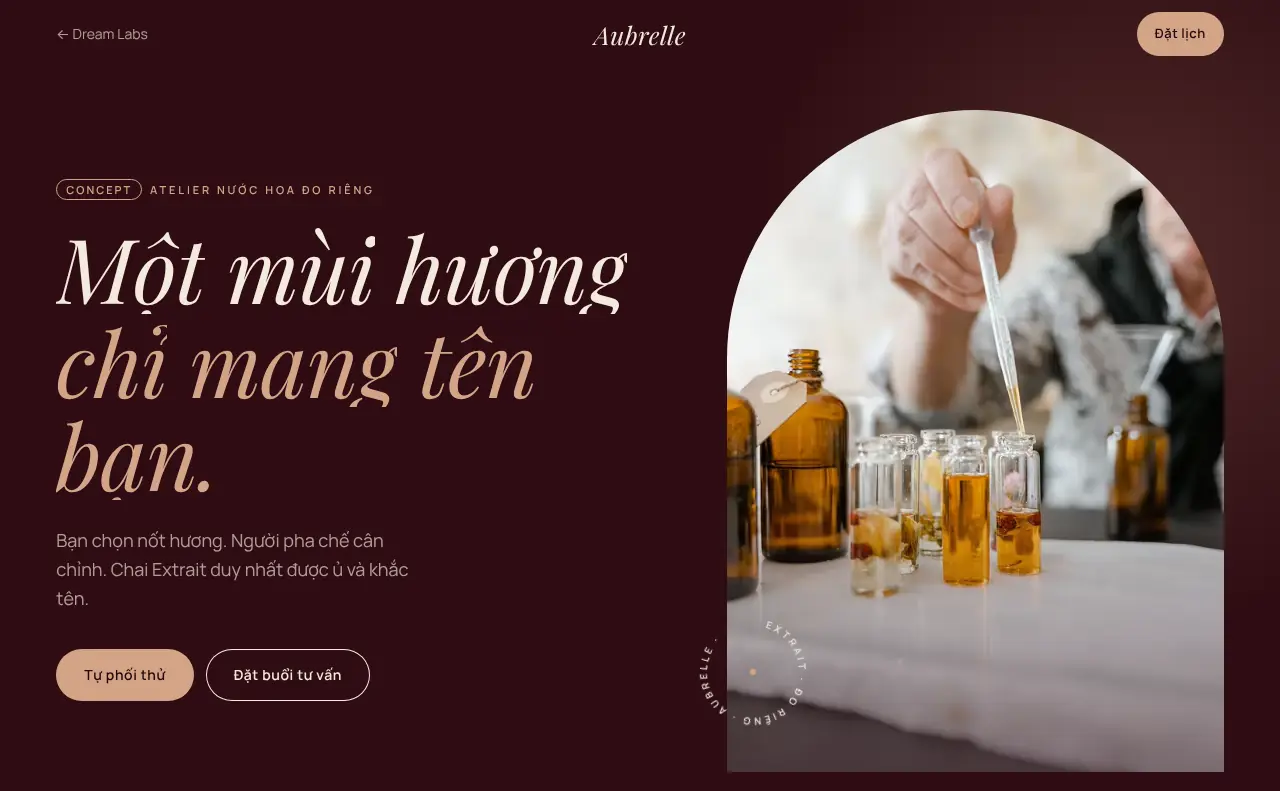 ← Dream Labs
Aubrelle
Đặt lịch
CONCEPT ATELIER NƯỚC HOA ĐO RIÊNG
Một mùi hương
chỉ mang tên
bạn.
Bạn chọn nốt hương. Người pha chế cân
chỉnh. Chai Extrait duy nhất được ủ và khắc
tên.
Tự phối thử
Đặt buổi tư vấn
EXTRAIT · ĐO RIÊNG · AUBRELLE ·